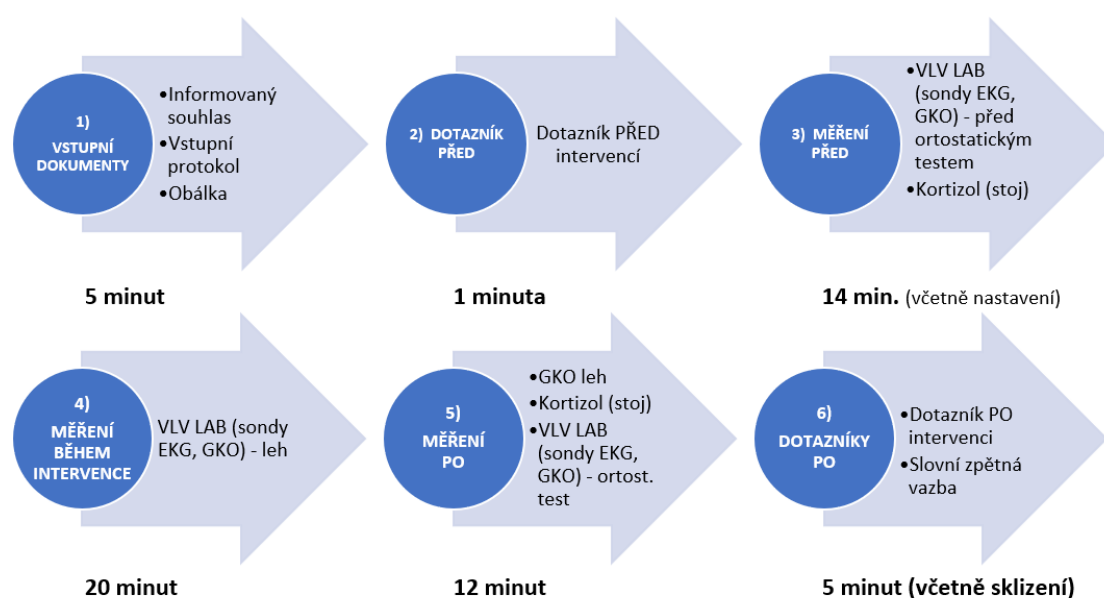 1)
VSTUPNÍ
DOKUMENTY
•Informovaný
souhlas
•Vstupní
protokol
•Obálka
5 minut
2) DOTAZNÍK
PŘED
Dotazník PŘED
intervencí
1 minuta
3) MĚŘENÍ
PŘED
•VLV LAB
(sondy EKG,
GKO) - před
ortostatickým
testem
•Kortizol (stoj)
14 min. (včetně nastavení)
4)
MĚŘENÍ
BĚHEM
INTERVENCE
VLV LAB (sondy
EKG, GKO) - leh
20 minut
5)
MĚŘENÍ
PO
•GKO leh
•Kortizol (stoj)
•VLV LAB
(sondy EKG,
GKO) - ortost.
test
12 minut
6)
DOTAZNÍKY
PO
•Dotazník PO
intervenci
•Slovní zpětná
vazba
5 minut (včetně sklizení)